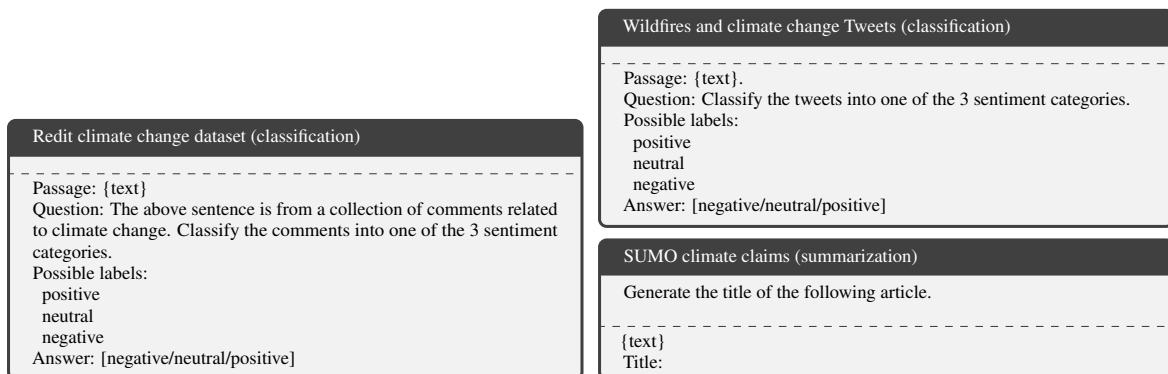 Redit climate change dataset (classification)
Passage: {text}
Question: The above sentence is from a collection of comments related
to climate change. Classify the comments into one of the 3 sentiment
categories.
Possible labels:
positive
neutral
negative
Answer: [negative/neutral/positive]
Wildfires and climate change Tweets (classification)
Passage: {text}.
Question: Classify the tweets into one of the 3 sentiment categories.
Possible labels:
positive
neutral
negative
Answer: [negative/neutral/positive]
SUMO climate claims (summarization)
Generate the title of the following article.
{text}
Title: